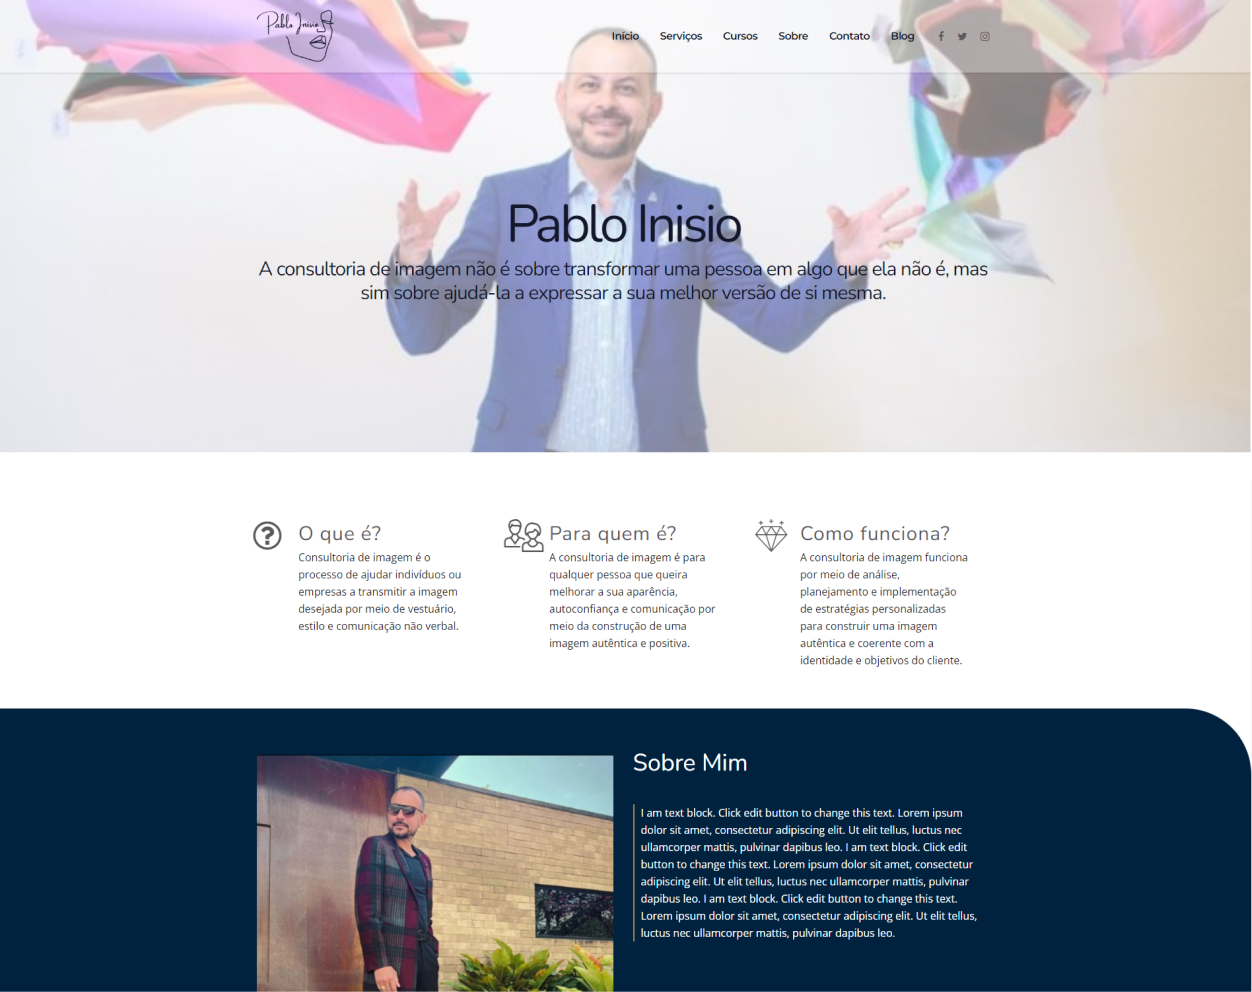 Pablo Inisio
Início Serviços Cursos Sobre Contato Blog
Pablo Inisio
A consultoria de imagem não é sobre transformar uma pessoa em algo que ela não é, mas
sim sobre ajudá-la a expressar a sua melhor versão de si mesma.
O que é?
Consultoria de imagem é o
processo de ajudar indivíduos ou
empresas a transmitir a imagem
desejada por meio de vestuário,
estilo e comunicação não verbal.
Para quem é?
A consultoria de imagem é para
qualquer pessoa que queira
melhorar a sua aparência,
autoconfiança e comunicação por
meio da construção de uma
imagem autêntica e positiva.
Como funciona?
A consultoria de imagem funciona
por meio de análise,
planejamento e implementação
de estratégias personalizadas
para construir uma imagem
autêntica e coerente com a
identidade e objetivos do cliente.
Sobre Mim
I am text block. Click edit button to change this text. Lorem ipsum
dolor sit amet, consectetur adipiscing elit. Ut elit tellus, luctus nec
ullamcorper mattis, pulvinar dapibus leo. I am text block. Click edit
button to change this text. Lorem ipsum dolor sit amet, consectetur
adipiscing elit. Ut elit tellus, luctus nec ullamcorper mattis, pulvinar
dapibus leo. I am text block. Click edit button to change this text.
Lorem ipsum dolor sit amet, consectetur adipiscing elit. Ut elit tellus,
luctus nec ullamcorper mattis, pulvinar dapibus leo.